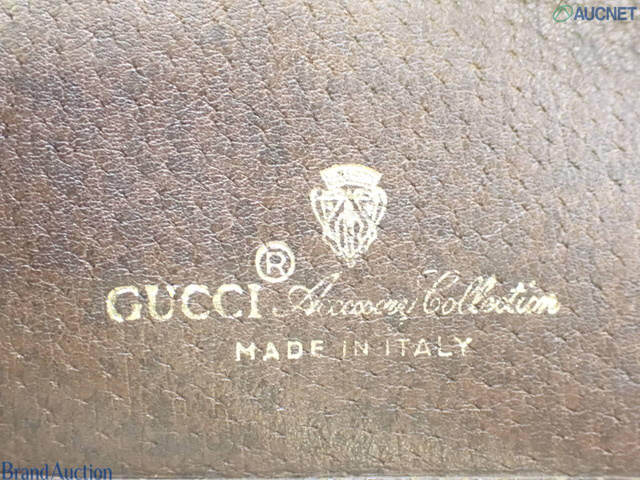 AUCNET
®
GUCCI Accessory Collection
MADE IN ITALY
BrandAuction